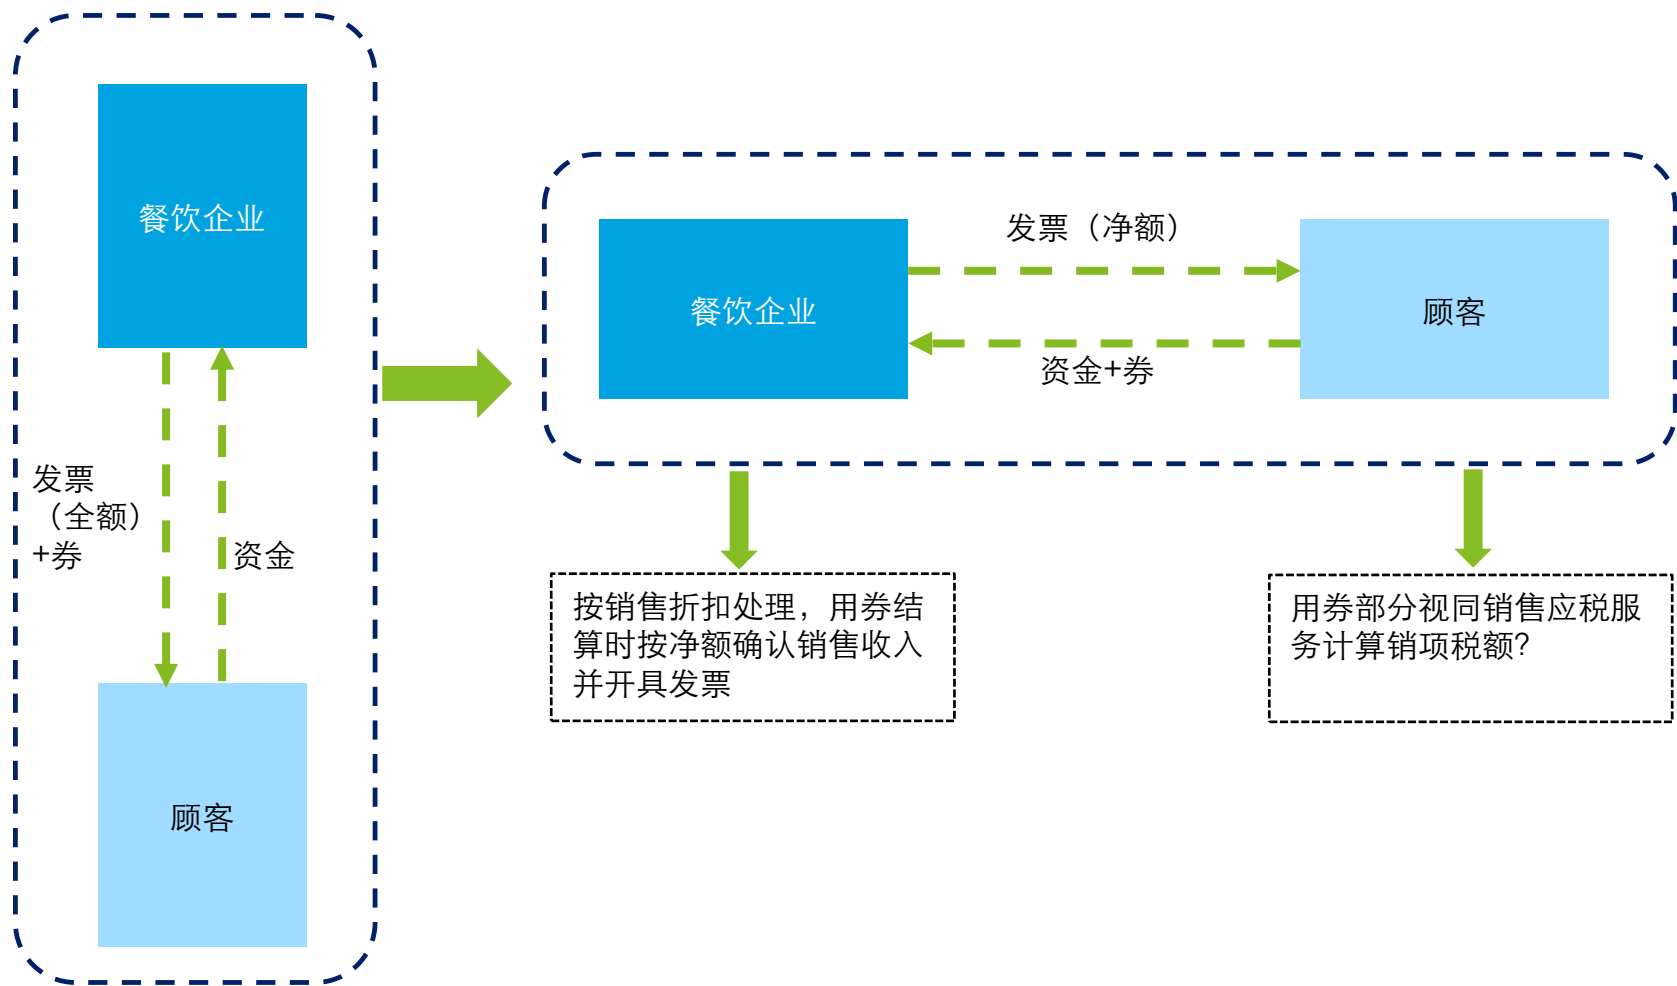 餐饮企业
发票
（全额）
+券
资金
顾客
发票（净额）
餐饮企业
顾客
资金+券
按销售折扣处理，用券结
算时按净额确认销售收入
并开具发票
用券部分视同销售应税服
务计算销项税额？